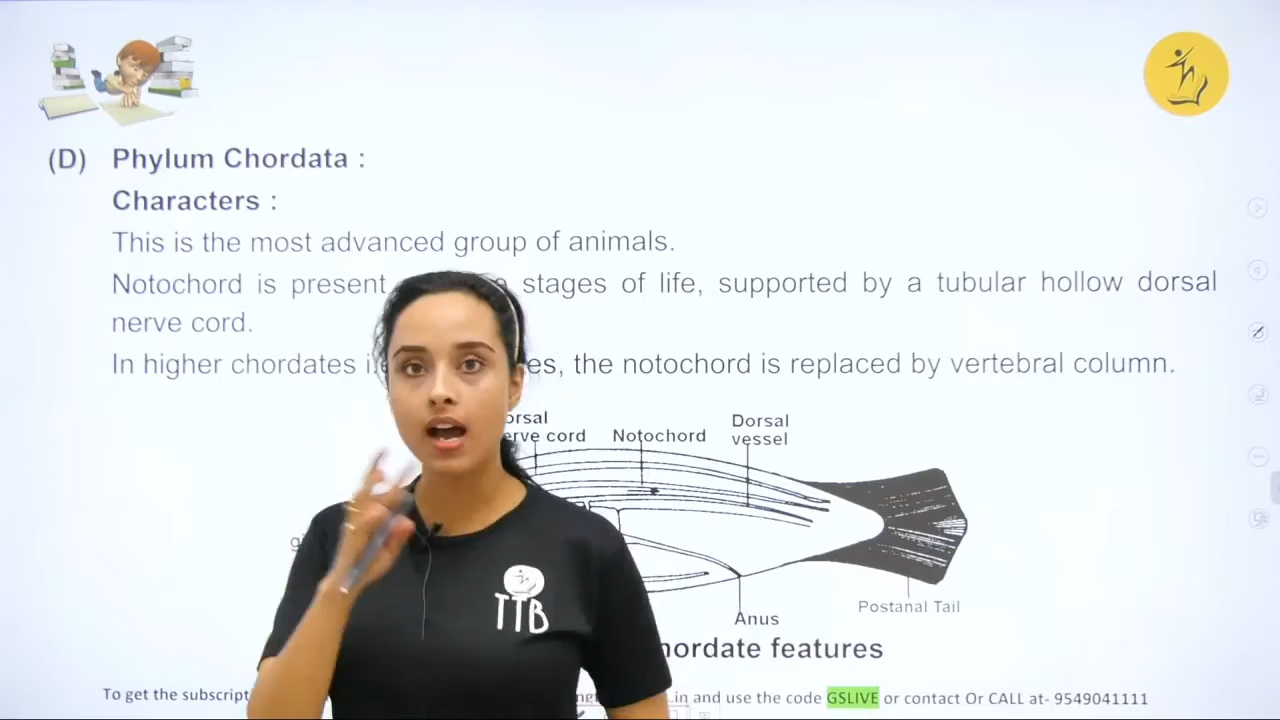 (D) Phylum Chordata :
Characters :
This is the most advanced group of animals.
Notochord is present stages of life, supported by a tubular hollow dorsal
nerve cord.
In higher chordates the notochord is replaced by vertebral column.
Dorsal
vessel
cord Notochord
Anus
Postanal Tail
features
TTB
To get the and use the code GSLIVE or contact Or CALL at- 9549041111